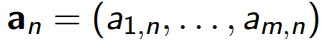 𝐚ₙ = (a₁,ₙ, . . . , aₘ,ₙ)